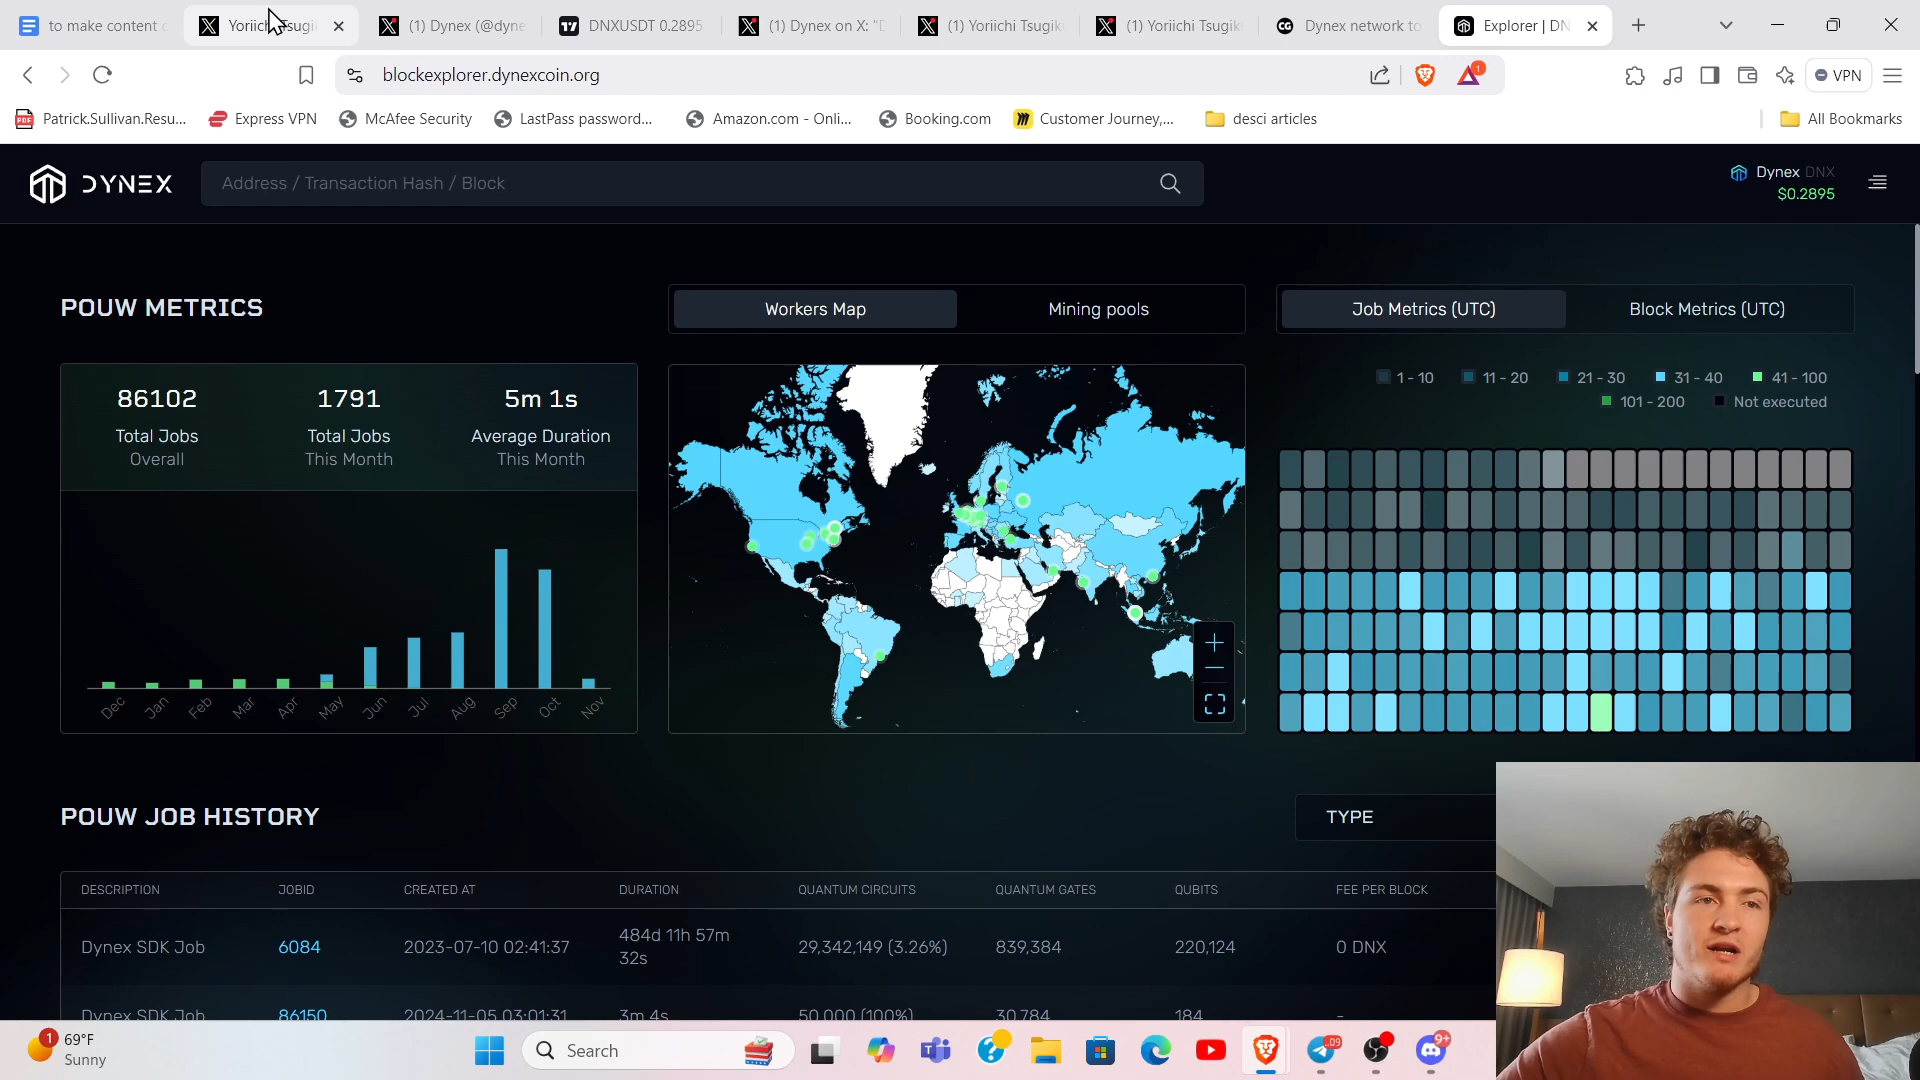 to make content
Yoriichi Tsugik
(1) Dynex (@dyne
DNXUSDT 0.2895
(1) Dynex on X: "D
(1) Yoriichi Tsugik
(1) Yoriichi Tsugik
Dynex network to
Explorer | DN
blockexplorer.dynexcoin.org
1
VPN
Patrick.Sullivan.Resu...
Express VPN
McAfee Security
LastPass password...
Amazon.com - Onli...
Booking.com
Customer Journey,...
desci articles
All Bookmarks
DYNEX
Address / Transaction Hash / Block
Dynex DNX
$0.2895
POUW METRICS
Workers Map
Mining pools
Job Metrics (UTC)
Block Metrics (UTC)
86102
1791
5m 1s
Total Jobs
Total Jobs
Average Duration
Overall
This Month
This Month
1 - 10
11 - 20
21 - 30
31 - 40
41 - 100
101 - 200
Not executed
Dec
Jan
Feb
Mar
Apr
May
Jun
Jul
Aug
Sep
Oct
Nov
POUW JOB HISTORY
TYPE
DESCRIPTION
JOBID
CREATED AT
DURATION
QUANTUM CIRCUITS
QUANTUM GATES
QUBITS
FEE PER BLOCK
Dynex SDK Job
6084
2023-07-10 02:41:37
484d 11h 57m
32s
29,342,149 (3.26%)
839,384
220,124
0 DNX
Dynex SDK Job
86150
2024-11-05 03:01:31
3m 4s
50,000 (100%)
30,784
184
-
1
69°F
Sunny
Search
.09
9+